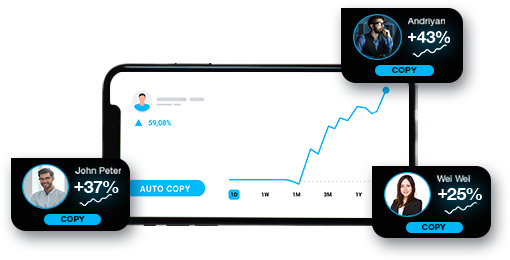 Andriyan
+43%
COPY
59,08%
John Peter
+37%
COPY
AUTO COPY
1D 1W 1M 3M 1Y
Wei Wei
+25%
COPY